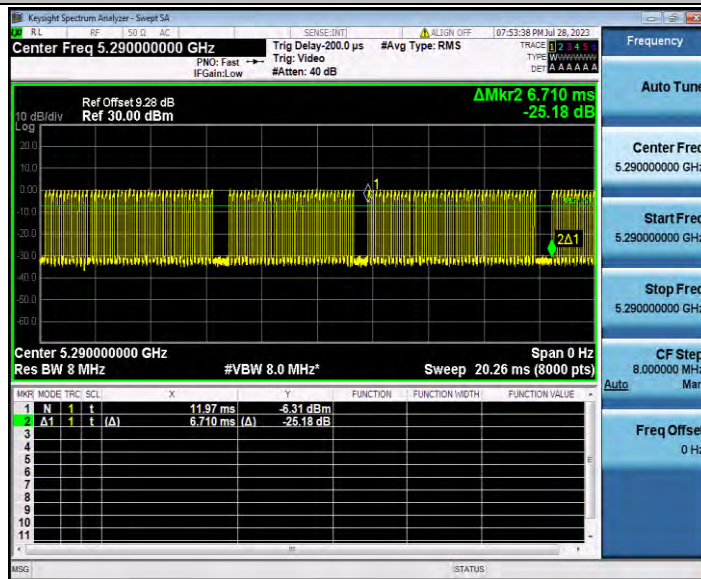 Keysight Spectrum Analyzer - Swept SA
RL RF 50 Ω AC SENSE:INT ALIGN OFF 07:53:38 PM Jul 28, 2023
Center Freq 5.290000000 GHz
PNO: Fast
IFGain:Low
Trig Delay-200.0 µs
Trig: Video
#Atten: 40 dB
#Avg Type: RMS
TRACE 1 2 3 4 5 6
TYPE W
DET A A A A A A
Frequency
Auto Tune
Center Freq
5.290000000 GHz
Start Freq
5.290000000 GHz
Stop Freq
5.290000000 GHz
CF Step
8.000000 MHz
Auto Man
Freq Offset
0 Hz
ΔMkr2 6.710 ms
-25.18 dB
Ref Offset 9.28 dB
10 dB/div Ref 30.00 dBm
Log
20.0
10.0
0.00
-10.0
-20.0
-30.0
-40.0
-50.0
-60.0
1
2Δ1
Center 5.290000000 GHz Span 0 Hz
Res BW 8 MHz #VBW 8.0 MHz* Sweep 20.26 ms (8000 pts)
MKR MODE TRC SCL X Y FUNCTION FUNCTION WIDTH FUNCTION VALUE
1 N 1 t 11.97 ms -6.31 dBm
2 Δ1 1 t (Δ) 6.710 ms (Δ) -25.18 dB
3
4
5
6
7
8
9
10
11
MSG STATUS